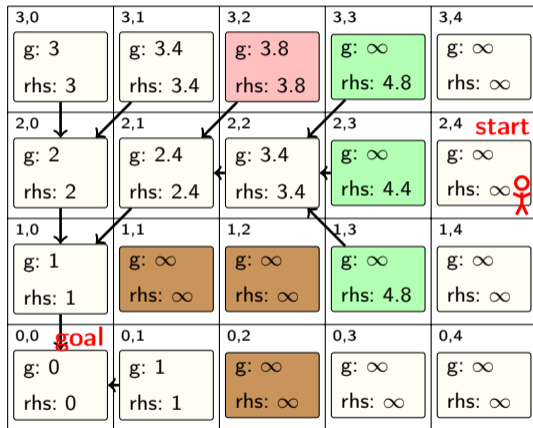 3,0 3,1 3,2 3,3 3,4
g: 3 g: 3.4 g: 3.8 g: ∞ g: ∞
rhs: 3 rhs: 3.4 rhs: 3.8 rhs: 4.8 rhs: ∞
2,0 2,1 2,2 2,3 2,4 start
g: 2 g: 2.4 g: 3.4 g: ∞ g: ∞
rhs: 2 rhs: 2.4 rhs: 3.4 rhs: 4.4 rhs: ∞
1,0 1,1 1,2 1,3 1,4
g: 1 g: ∞ g: ∞ g: ∞ g: ∞
rhs: 1 rhs: ∞ rhs: ∞ rhs: 4.8 rhs: ∞
0,0 goal 0,1 0,2 0,3 0,4
g: 0 g: 1 g: ∞ g: ∞ g: ∞
rhs: 0 rhs: 1 rhs: ∞ rhs: ∞ rhs: ∞